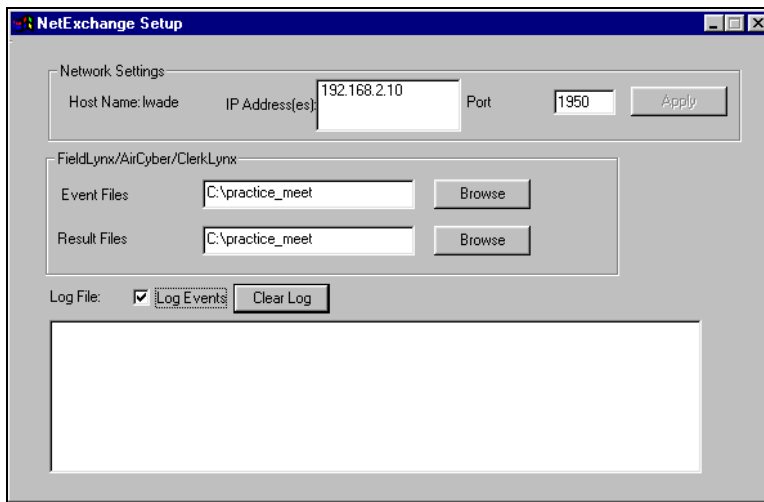 NetExchange Setup
Network Settings
Host Name: lwade IP Address(es): 192.168.2.10 Port 1950 Apply
FieldLynx/AirCyber/ClerkLynx
Event Files C:\practice_meet Browse
Result Files C:\practice_meet Browse
Log File: Log Events Clear Log